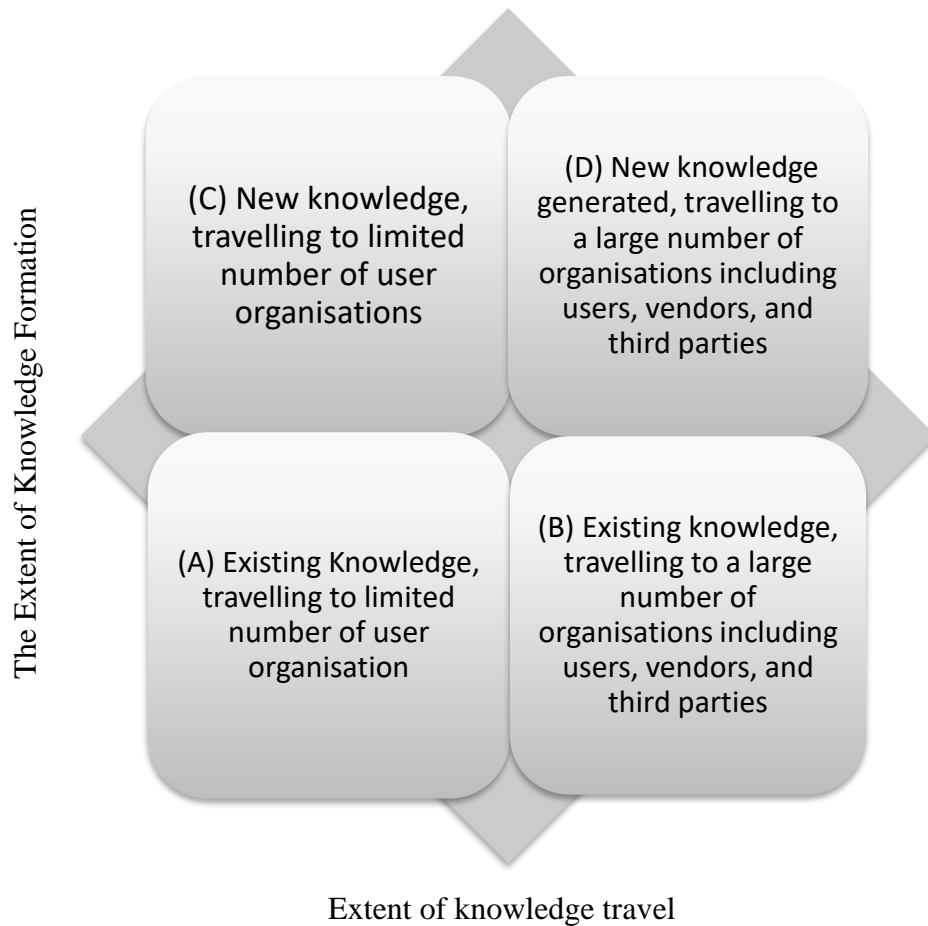 The Extent of Knowledge Formation
(C) New knowledge,
travelling to limited
number of user
organisations
(D) New knowledge
generated, travelling to
a large number of
organisations including
users, vendors, and
third parties
(A) Existing Knowledge,
travelling to limited
number of user
organisation
(B) Existing knowledge,
travelling to a large
number of
organisations including
users, vendors, and
third parties
Extent of knowledge travel